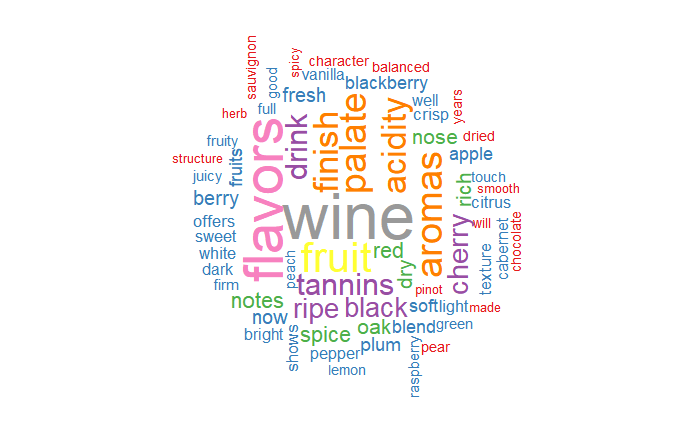 sauvignon
spicy
character
balanced
good
vanilla
blackberry
years
herb
full
fresh
well
crisp
fruity
flavors
drink
finish
palate
acidity
nose
dried
structure
fruits
aromas
apple
juicy
rich
touch
smooth
berry
wine
citrus
offers
cherry
will
sweet
chocolate
white
fruit
red
cabernet
dark
peach
dry
texture
firm
tannins
pinot
notes
ripe
black
soft
light
made
now
bright
shows
spice
oak
blend
green
pepper
plum
pear
lemon
raspberry